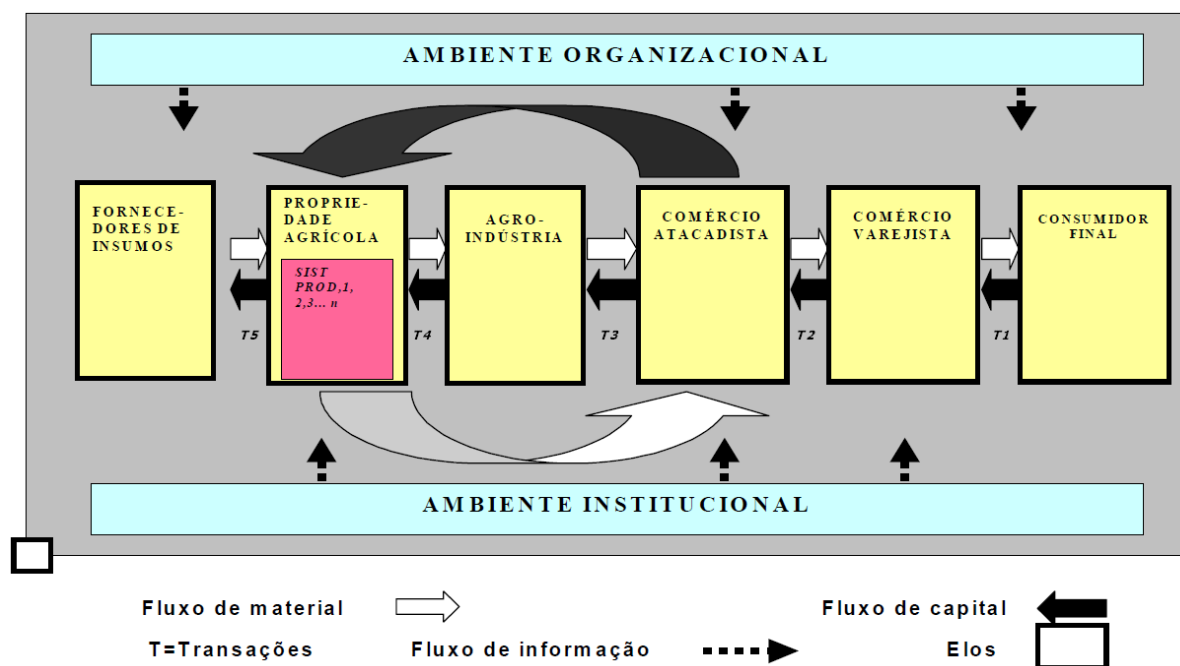 AMBIENTE ORGANIZACIONAL
FORNECE-
DORES DE
INSUMOS
PROPRIE-
DADE
AGRÍCOLA
SIST
PROD,1,
2,3... n
AGRO-
INDÚSTRIA
COMÉRCIO
ATACADISTA
COMÉRCIO
VAREJISTA
CONSUMIDOR
FINAL
T5
T4
T3
T2
T1
AMBIENTE INSTITUCIONAL
Fluxo de material
Fluxo de capital
T=Transações
Fluxo de informação
Elos